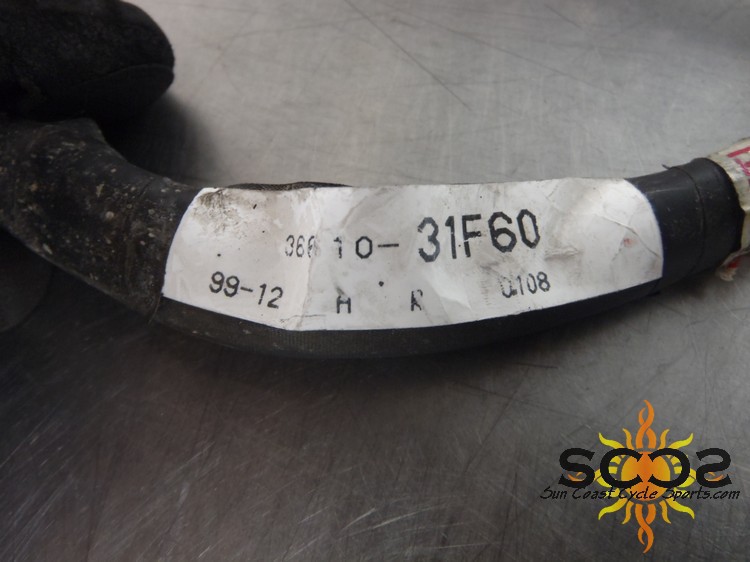 36610-31F60
99-12 H R 0108
SCCS
Sun Coast Cycle Sports.com